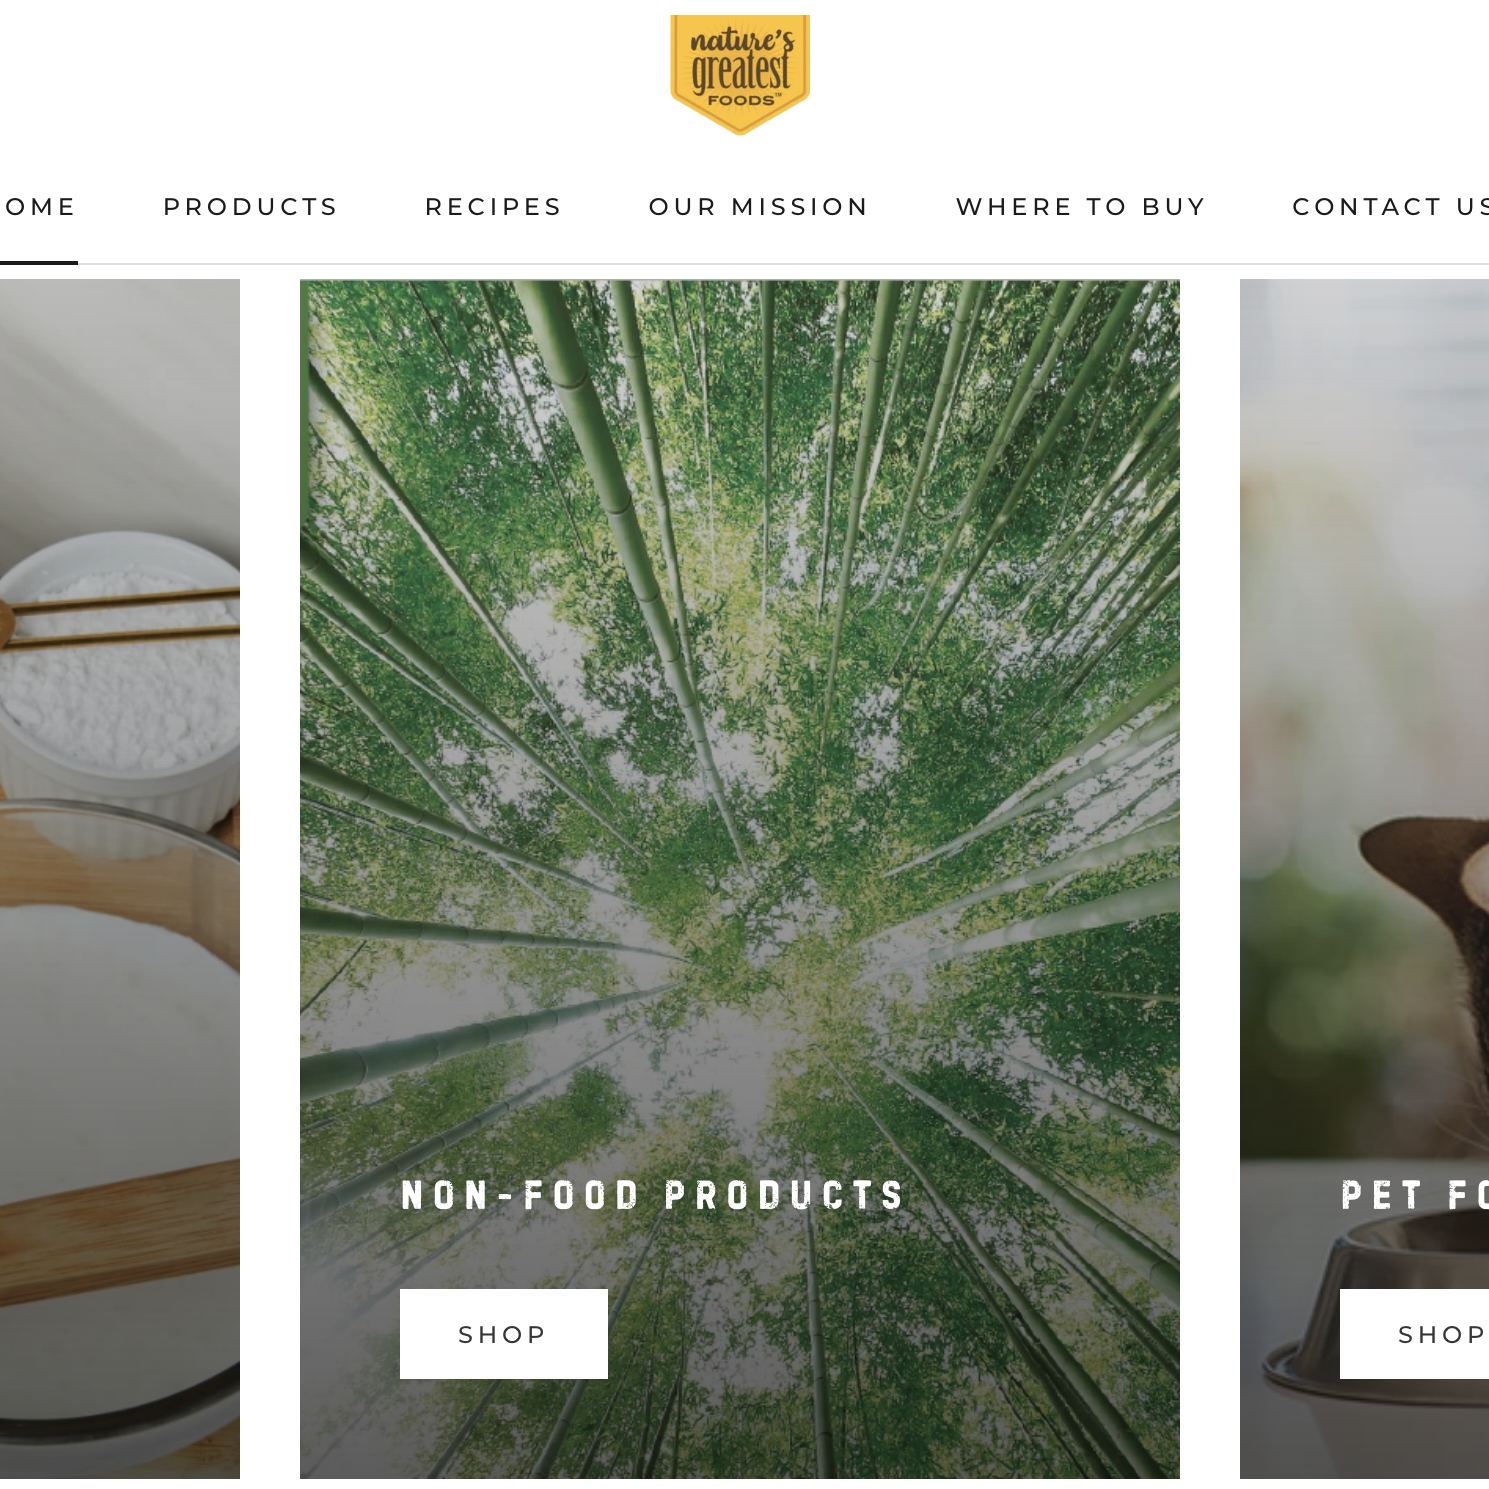 nature's
greatest
FOODS™
OME
PRODUCTS
RECIPES
OUR MISSION
WHERE TO BUY
CONTACT US
NON-FOOD PRODUCTS
PET FO
SHOP
SHOP